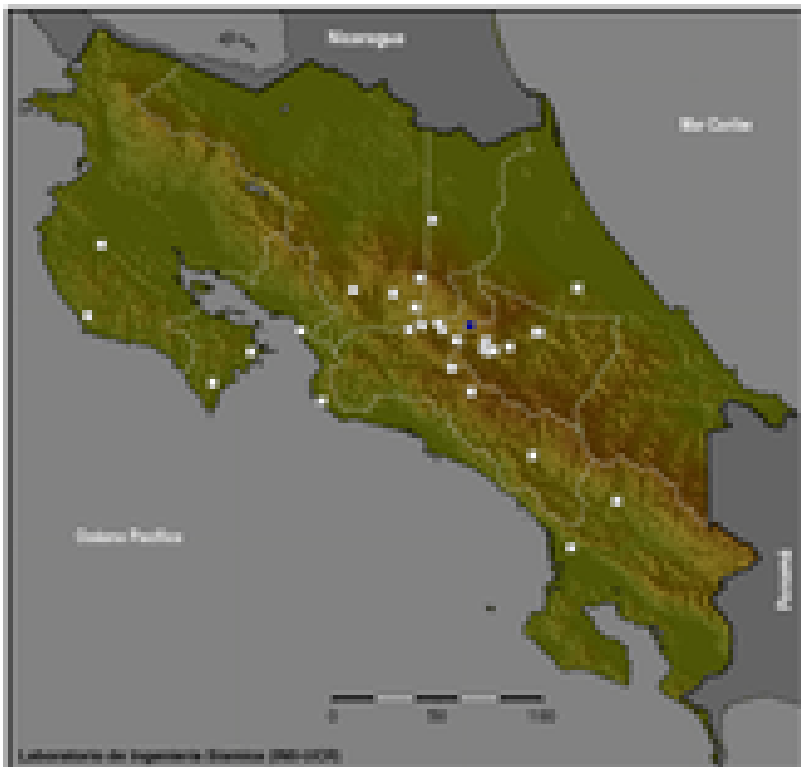 Nicaragua
Mar Caribe
Océano Pacífico
Panamá
0 50 100
Laboratorio de Ingeniería Sísmica (INII-UCR)